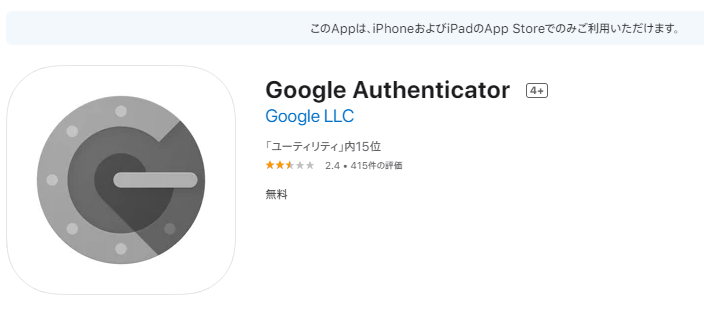 このAppは、iPhoneおよびiPadのApp Storeでのみご利用いただけます。
Google Authenticator 4+
Google LLC
「ユーティリティ」内15位
2.4 • 415件の評価
無料